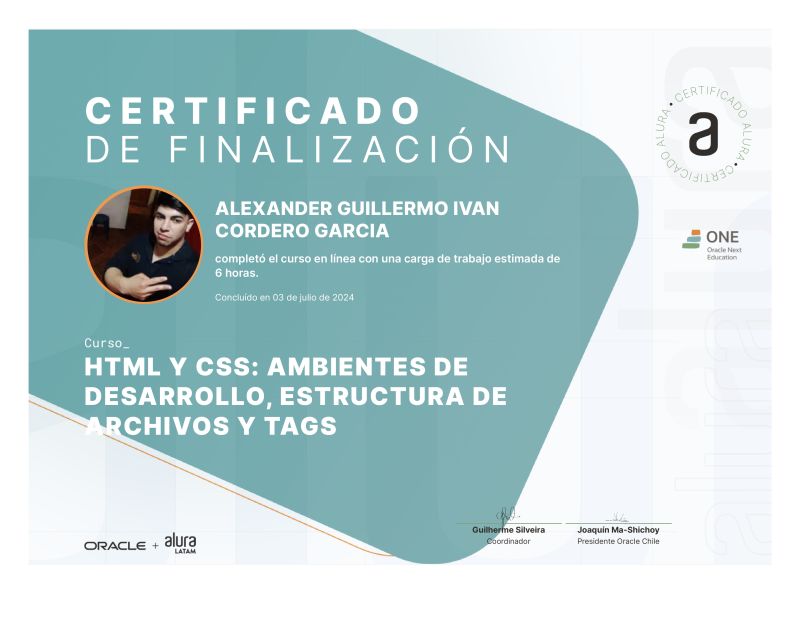 CERTIFICADO
DE FINALIZACIÓN
ALEXANDER GUILLERMO IVAN
CORDERO GARCIA
completó el curso en línea con una carga de trabajo estimada de
6 horas.
Concluído en 03 de julio de 2024
Curso_
HTML Y CSS: AMBIENTES DE
DESARROLLO, ESTRUCTURA DE
ARCHIVOS Y TAGS
CERTIFICADO ALURA • CERTIFICADO ALURA •
a
ONE
Oracle Next
Education
alura
alura
Guilherme Silveira
Coordinador
Joaquín Ma-Shichoy
Presidente Oracle Chile
ORACLE + alura
LATAM